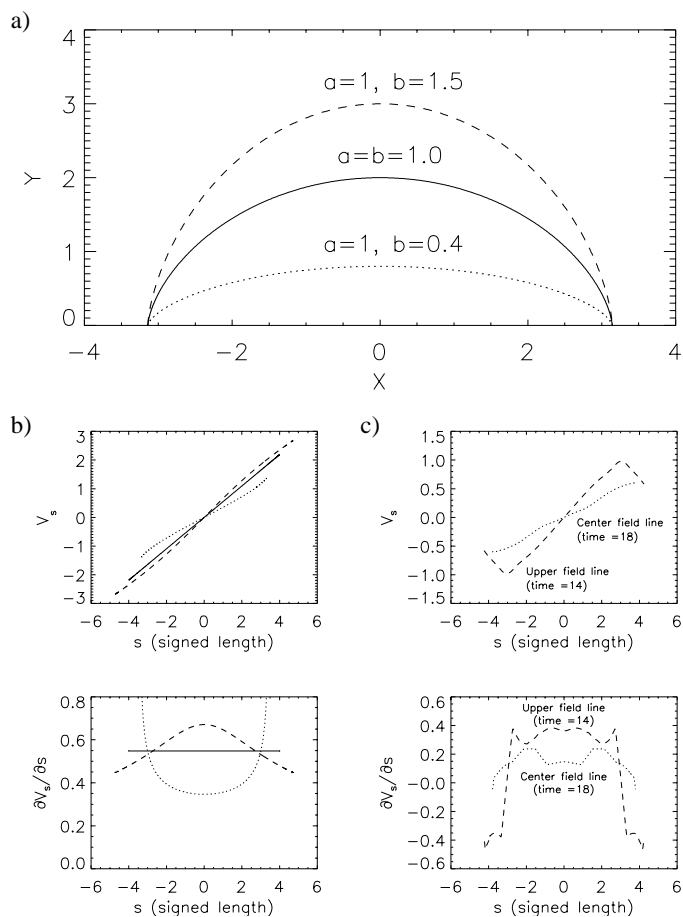 a)
4
3
2
1
0
Y
a=1, b=1.5
a=b=1.0
a=1, b=0.4
−4 −2 0 2 4
X
b)
3
2
1
0
−1
−2
−3
V_s
−6 −4 −2 0 2 4 6
s (signed length)
c)
1.5
1.0
0.5
0.0
−0.5
−1.0
−1.5
V_s
Center field line
(time =18)
Upper field line
(time =14)
−6 −4 −2 0 2 4 6
s (signed length)
0.8
0.6
0.4
0.2
0.0
∂V_s/∂s
−6 −4 −2 0 2 4 6
s (signed length)
0.6
0.4
0.2
−0.0
−0.2
−0.4
−0.6
∂V_s/∂s
Upper field line
(time =14)
Center field line
(time =18)
−6 −4 −2 0 2 4 6
s (signed length)